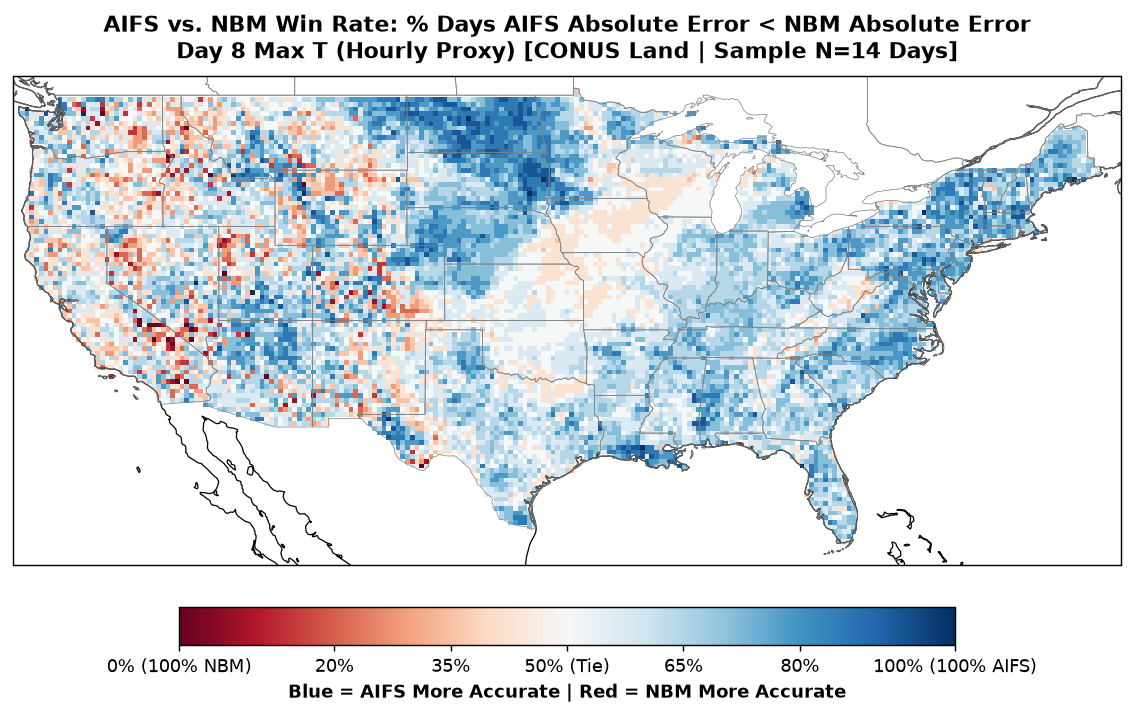 AIFS vs. NBM Win Rate: % Days AIFS Absolute Error < NBM Absolute Error
Day 8 Max T (Hourly Proxy) [CONUS Land | Sample N=14 Days]
0% (100% NBM) 20% 35% 50% (Tie) 65% 80% 100% (100% AIFS)
Blue = AIFS More Accurate | Red = NBM More Accurate